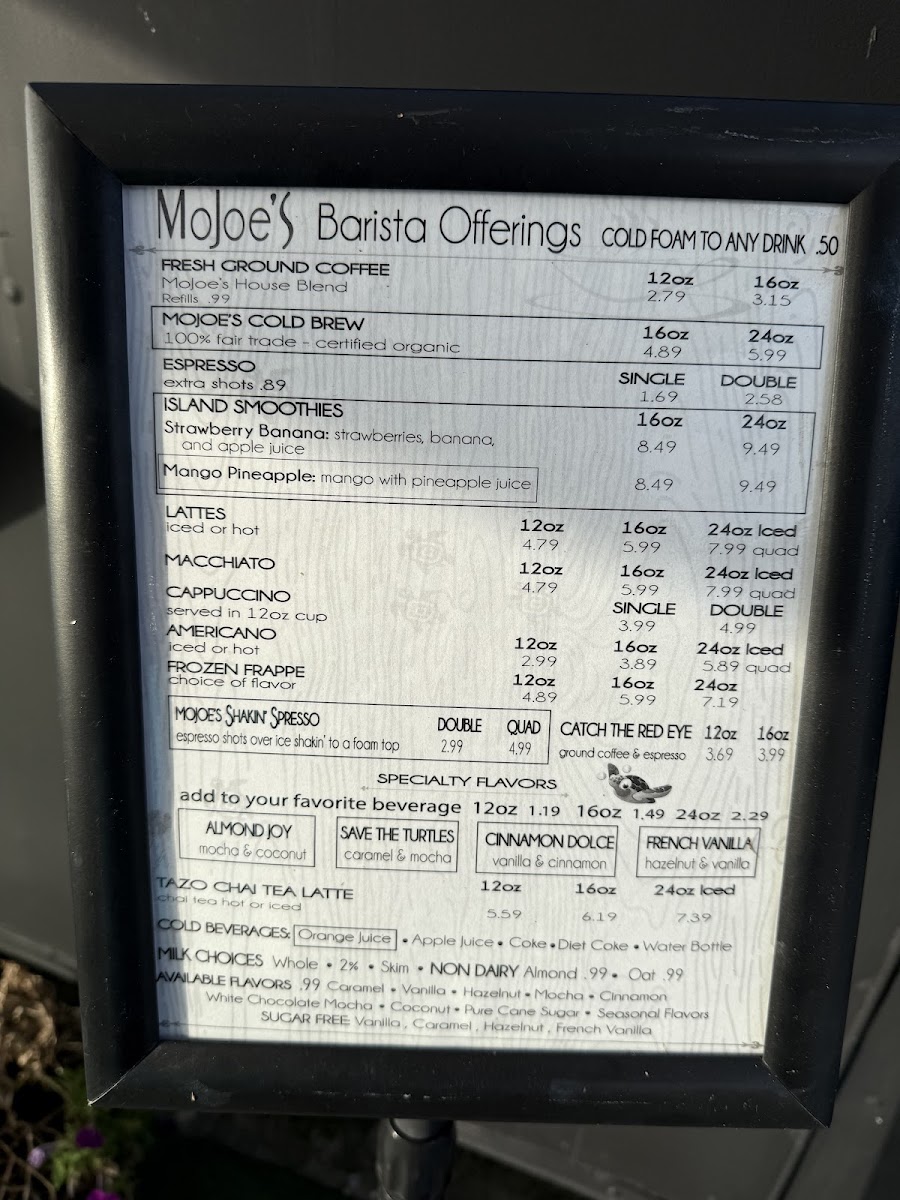 MoJoe's Barista Offerings COLD FOAM TO ANY DRINK .50
FRESH GROUND COFFEE 12oz 16oz
MoJoe's House Blend 2.79 3.15
Refills .99
MOJOE'S COLD BREW 16oz 24oz
100% fair trade - certified organic 4.89 5.99
ESPRESSO SINGLE DOUBLE
extra shots .89 1.69 2.58
ISLAND SMOOTHIES 16oz 24oz
Strawberry Banana: strawberries, banana,
and apple juice 8.49 9.49
Mango Pineapple: mango with pineapple juice 8.49 9.49
LATTES 12oz 16oz 24oz Iced
iced or hot 4.79 5.99 7.99 quad
MACCHIATO 12oz 16oz 24oz Iced
4.79 5.99 7.99 quad
CAPPUCCINO SINGLE DOUBLE
served in 12oz cup 3.99 4.99
AMERICANO 12oz 16oz 24oz Iced
iced or hot 2.99 3.89 5.89 quad
FROZEN FRAPPE 12oz 16oz 24oz
choice of flavor 4.89 5.99 7.19
MOJOE'S SHAKIN' SPRESSO DOUBLE QUAD
espresso shots over ice shakin' to a foam top 2.99 4.99
CATCH THE RED EYE 12oz 16oz
ground coffee & espresso 3.69 3.99
SPECIALTY FLAVORS
add to your favorite beverage 12oz 1.19 16oz 1.49 24oz 2.29
ALMOND JOY
mocha & coconut
SAVE THE TURTLES
caramel & mocha
CINNAMON DOLCE
vanilla & cinnamon
FRENCH VANILLA
hazelnut & vanilla
TAZO CHAI TEA LATTE 12oz 16oz 24oz Iced
chai tea hot or iced 5.59 6.19 7.39
COLD BEVERAGES: Orange Juice • Apple Juice • Coke • Diet Coke • Water Bottle
MILK CHOICES Whole • 2% • Skim • NON DAIRY Almond .99 • Oat .99
AVAILABLE FLAVORS .99 Caramel • Vanilla • Hazelnut • Mocha • Cinnamon
White Chocolate Mocha • Coconut • Pure Cane Sugar • Seasonal Flavors
SUGAR FREE Vanilla, Caramel, Hazelnut, French Vanilla